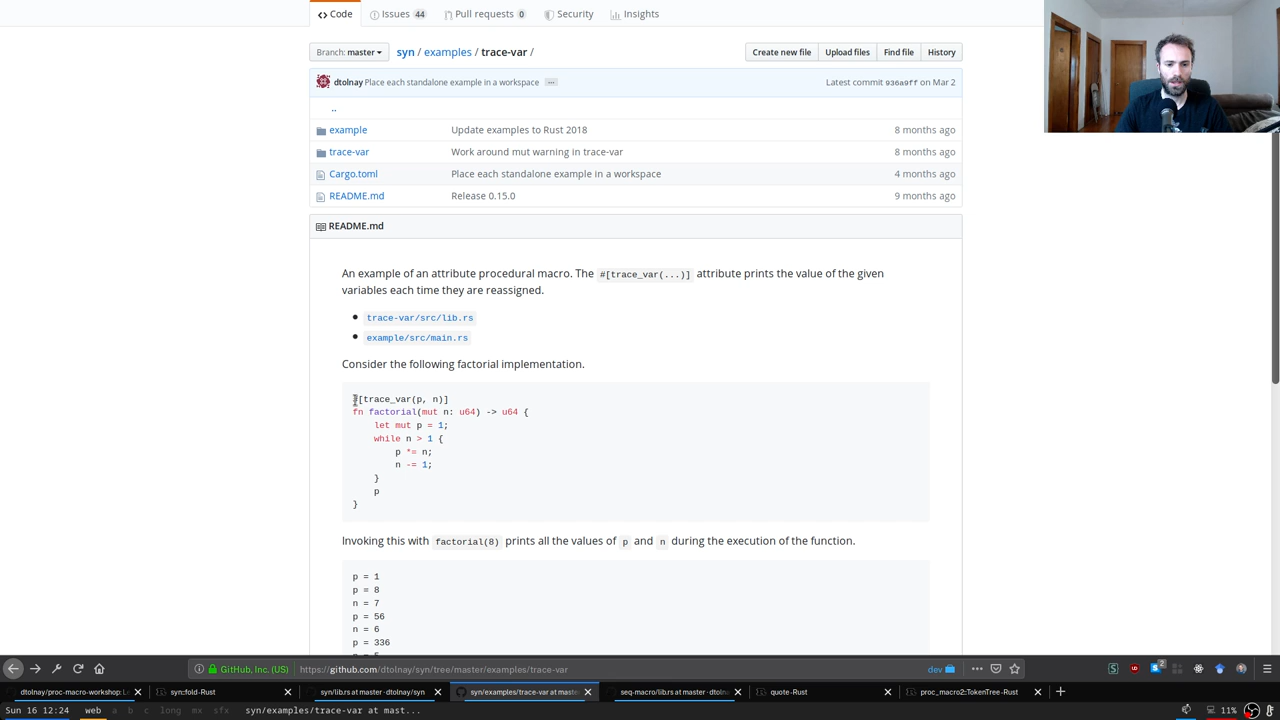 Code Issues 44 Pull requests 0 Security Insights
Branch: master syn / examples / trace-var / Create new file Upload files Find file History
dtolnay Place each standalone example in a workspace ... Latest commit 936a9ff on Mar 2
..
example Update examples to Rust 2018 8 months ago
trace-var Work around mut warning in trace-var 8 months ago
Cargo.toml Place each standalone example in a workspace 4 months ago
README.md Release 0.15.0 9 months ago
README.md
An example of an attribute procedural macro. The #[trace_var(...)] attribute prints the value of the given
variables each time they are reassigned.
• trace-var/src/lib.rs
• example/src/main.rs
Consider the following factorial implementation.
#[trace_var(p, n)]
fn factorial(mut n: u64) -> u64 {
let mut p = 1;
while n > 1 {
p *= n;
n -= 1;
}
p
}
Invoking this with factorial(8) prints all the values of p and n during the execution of the function.
p = 1
p = 8
n = 7
p = 56
n = 6
p = 336
GitHub, Inc. (US) https://github.com/dtolnay/syn/tree/master/examples/trace-var dev
dtolnay/proc-macro-workshop: Le syn::fold - Rust syn/lib.rs at master · dtolnay/syn syn/examples/trace-var at maste seq-macro/lib.rs at master · dtoln quote - Rust proc_macro2::TokenTree - Rust
Sun 16 12:24 web a b c long mx sfx syn/examples/trace-var at mast... 11%